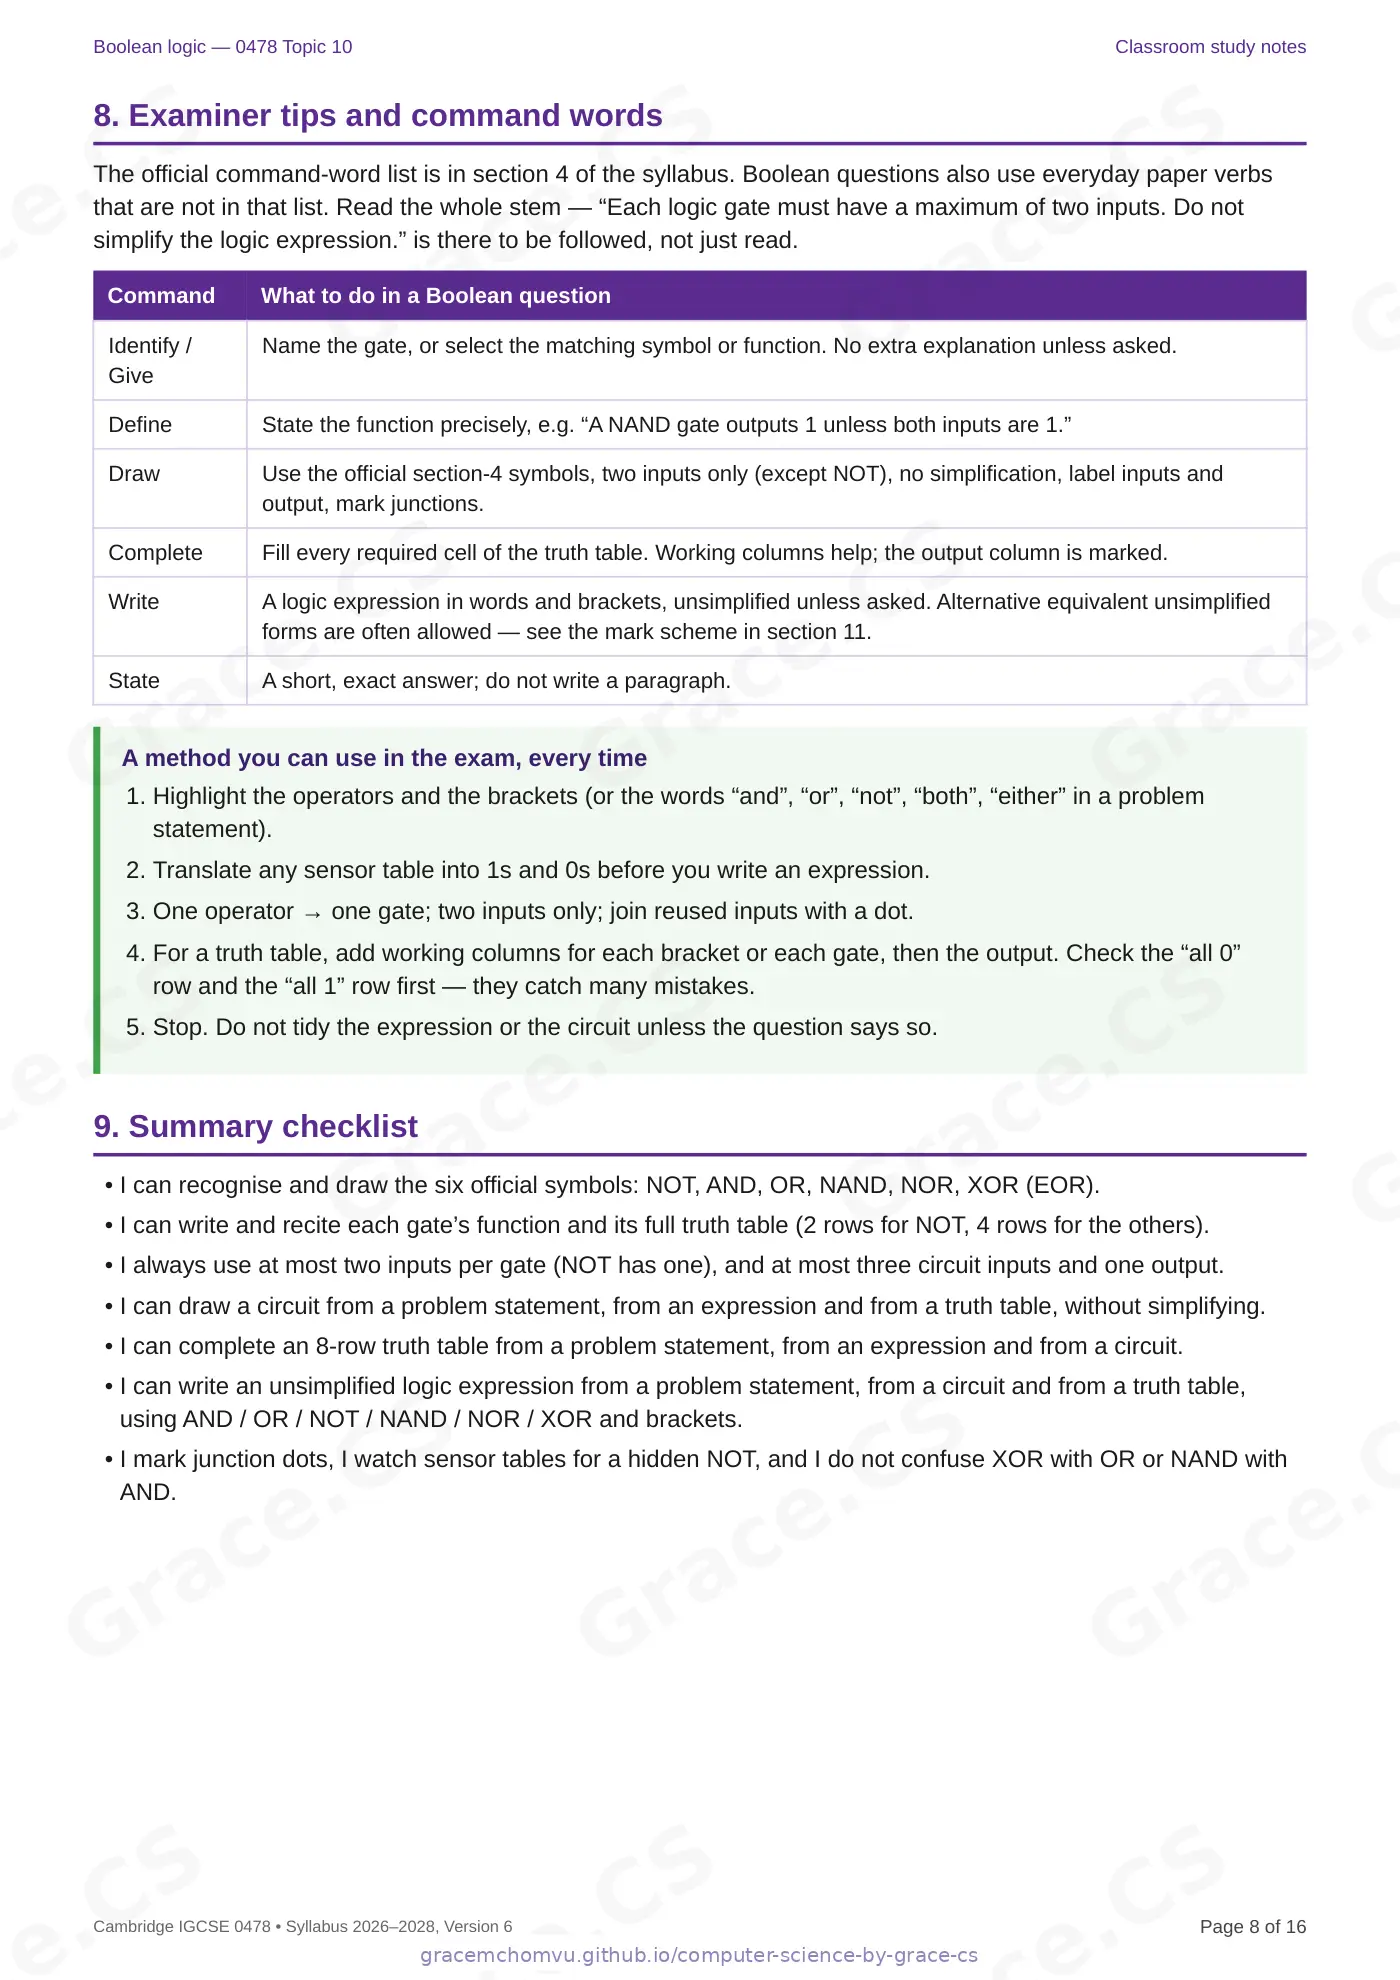 Boolean logic — 0478 Topic 10
Classroom study notes
8. Examiner tips and command words
The official command-word list is in section 4 of the syllabus. Boolean questions also use everyday paper verbs
that are not in that list. Read the whole stem — “Each logic gate must have a maximum of two inputs. Do not
simplify the logic expression.” is there to be followed, not just read.
Command
What to do in a Boolean question
Identify /
Give
Name the gate, or select the matching symbol or function. No extra explanation unless asked.
Define
State the function precisely, e.g. “A NAND gate outputs 1 unless both inputs are 1.”
Draw
Use the official section-4 symbols, two inputs only (except NOT), no simplification, label inputs and
output, mark junctions.
Complete
Fill every required cell of the truth table. Working columns help; the output column is marked.
Write
A logic expression in words and brackets, unsimplified unless asked. Alternative equivalent unsimplified
forms are often allowed — see the mark scheme in section 11.
State
A short, exact answer; do not write a paragraph.
A method you can use in the exam, every time
1. Highlight the operators and the brackets (or the words “and”, “or”, “not”, “both”, “either” in a problem
statement).
2. Translate any sensor table into 1s and 0s before you write an expression.
3. One operator → one gate; two inputs only; join reused inputs with a dot.
4. For a truth table, add working columns for each bracket or each gate, then the output. Check the “all 0”
row and the “all 1” row first — they catch many mistakes.
5. Stop. Do not tidy the expression or the circuit unless the question says so.
9. Summary checklist
• I can recognise and draw the six official symbols: NOT, AND, OR, NAND, NOR, XOR (EOR).
• I can write and recite each gate’s function and its full truth table (2 rows for NOT, 4 rows for the others).
• I always use at most two inputs per gate (NOT has one), and at most three circuit inputs and one output.
• I can draw a circuit from a problem statement, from an expression and from a truth table, without simplifying.
• I can complete an 8-row truth table from a problem statement, from an expression and from a circuit.
• I can write an unsimplified logic expression from a problem statement, from a circuit and from a truth table,
using AND / OR / NOT / NAND / NOR / XOR and brackets.
• I mark junction dots, I watch sensor tables for a hidden NOT, and I do not confuse XOR with OR or NAND with
AND.
Cambridge IGCSE 0478 • Syllabus 2026–2028, Version 6
Page 8 of 16
gracemchomvu.github.io/computer-science-by-grace-cs
Grace.CS